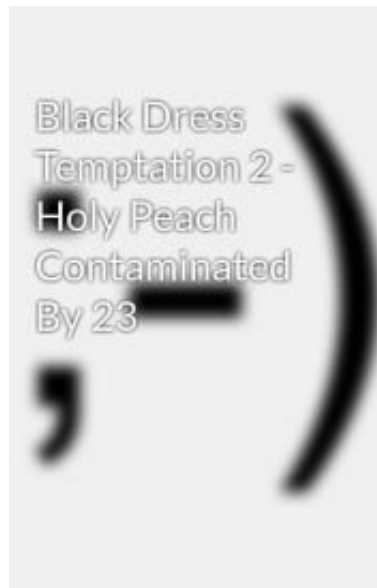 Black Dress
Temptation 2 -
Holy Peach
Contaminated
By 23
;-)